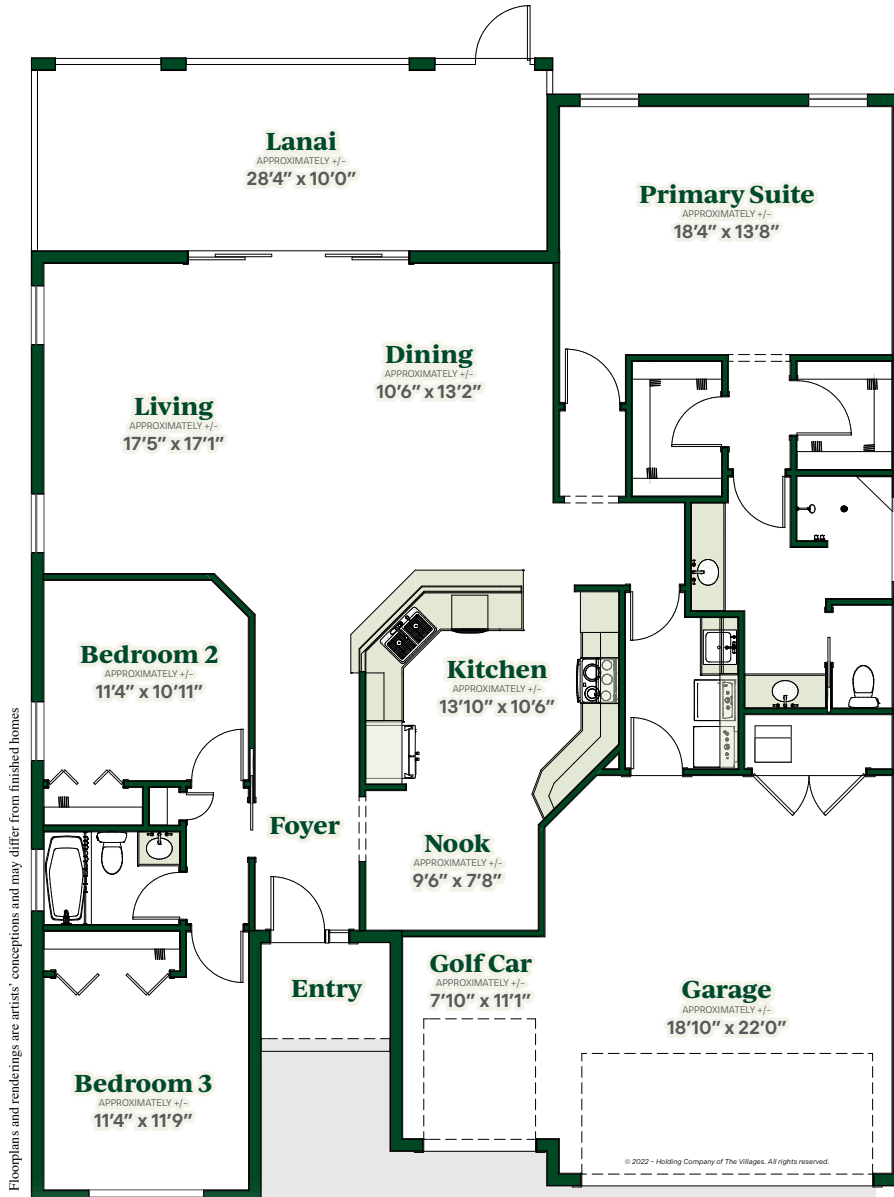 Lanai
APPROXIMATELY +/-
28’4” x 10’0”
Primary Suite
APPROXIMATELY +/-
18’4” x 13’8”
Dining
APPROXIMATELY +/-
10’6” x 13’2”
Living
APPROXIMATELY +/-
17’5” x 17’1”
Bedroom 2
APPROXIMATELY +/-
11’4” x 10’11”
Kitchen
APPROXIMATELY +/-
13’10” x 10’6”
Foyer
Nook
APPROXIMATELY +/-
9’6” x 7’8”
Entry
Golf Car
APPROXIMATELY +/-
7’10” x 11’1”
Garage
APPROXIMATELY +/-
18’10” x 22’0”
Bedroom 3
APPROXIMATELY +/-
11’4” x 11’9”
© 2022 – Holding Company of The Villages. All rights reserved.
Floorplans and renderings are artists’ conceptions and may differ from finished homes